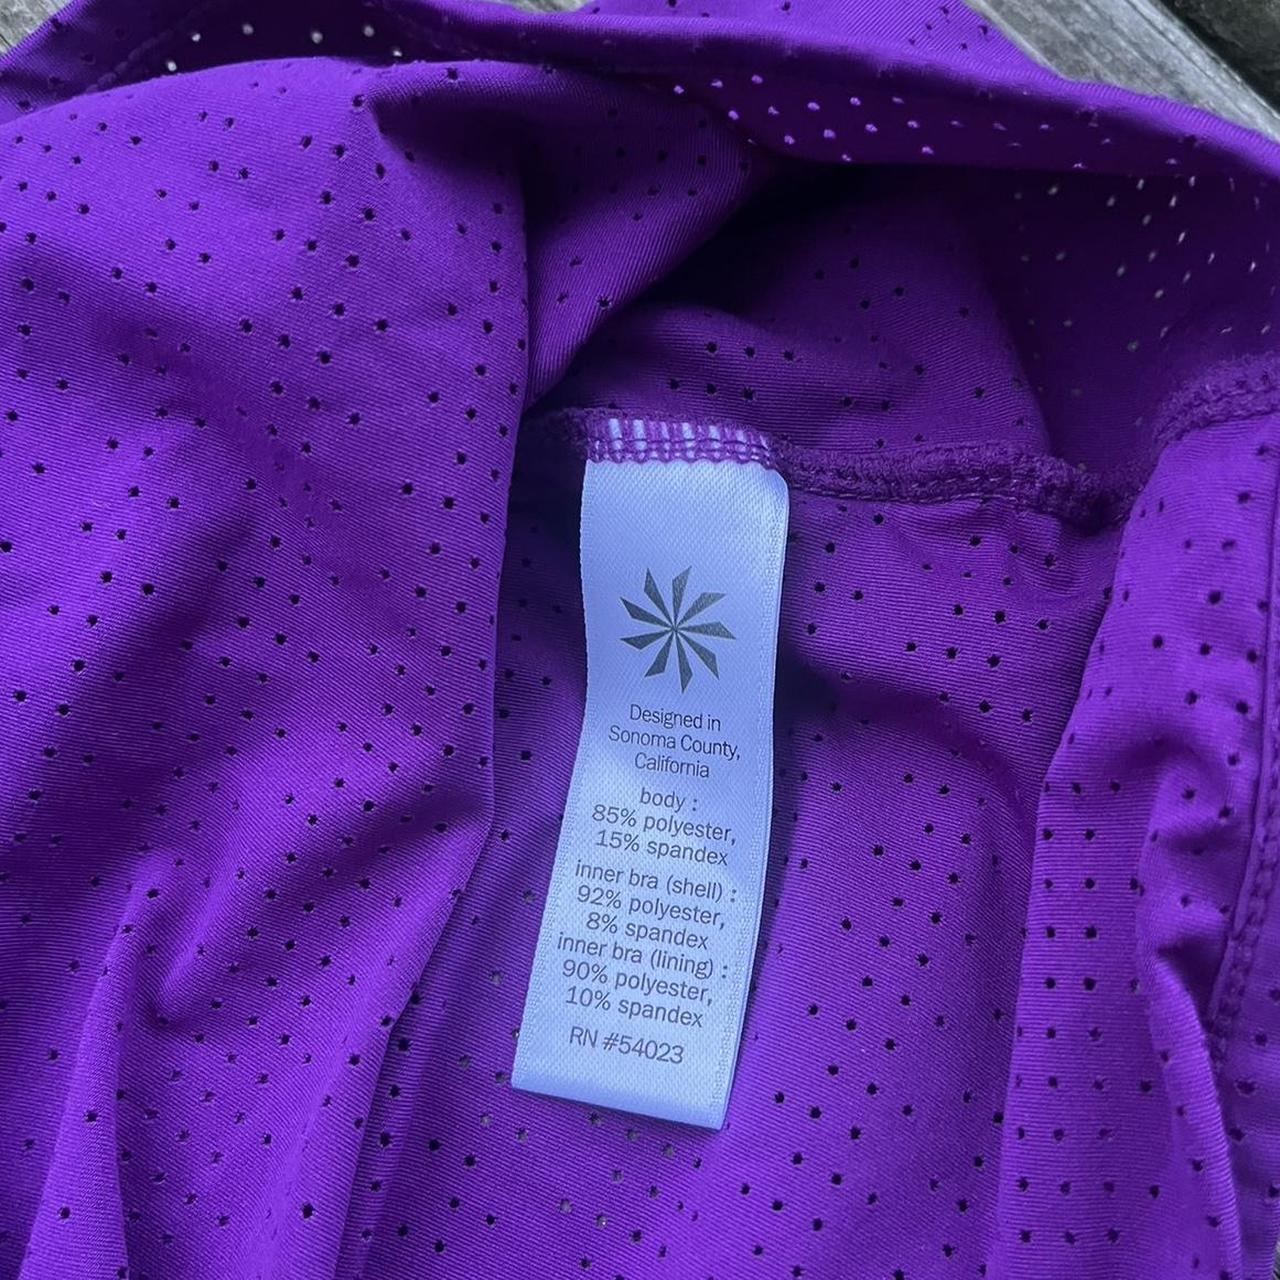 Designed in
Sonoma County,
California
body :
85% polyester,
15% spandex
inner bra (shell) :
92% polyester,
8% spandex
inner bra (lining) :
90% polyester,
10% spandex
RN #54023